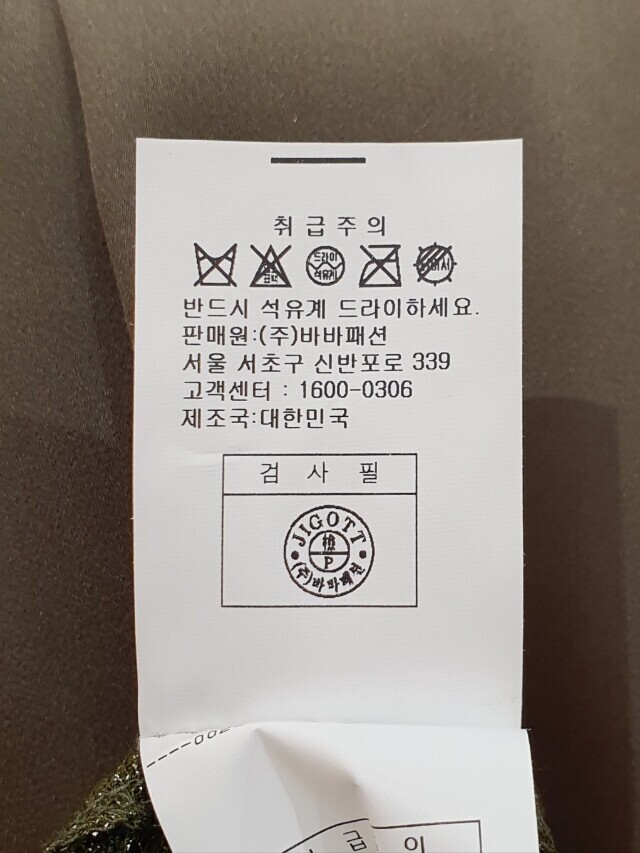 취급주의
드라이
석유계
반드시 석유계 드라이하세요.
판매원:(주)바바패션
서울 서초구 신반포로 339
고객센터 : 1600-0306
제조국:대한민국
검 사 필
JIGOTT
檢
P
(주)바바패션
급
의